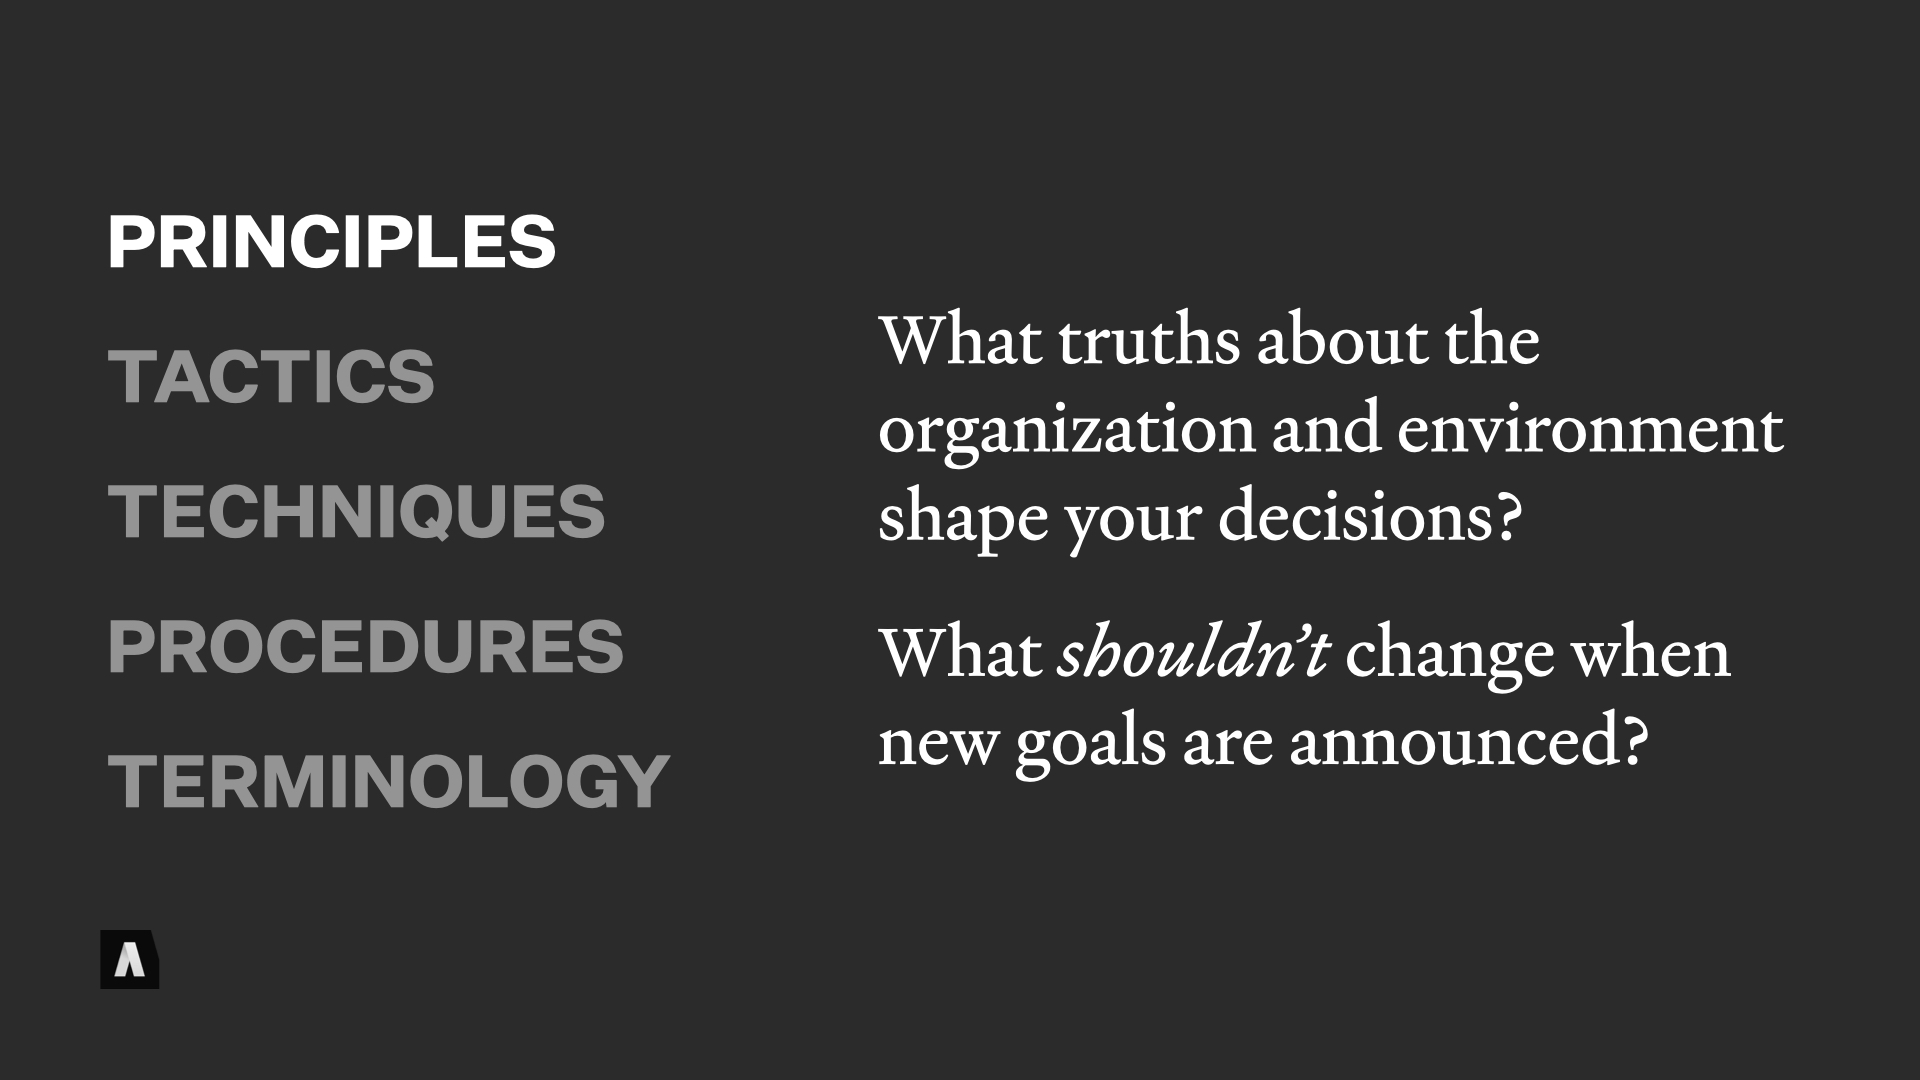 PRINCIPLES
TACTICS
TECHNIQUES
PROCEDURES
TERMINOLOGY
What truths about the
organization and environment
shape your decisions?
What shouldn’t change when
new goals are announced?